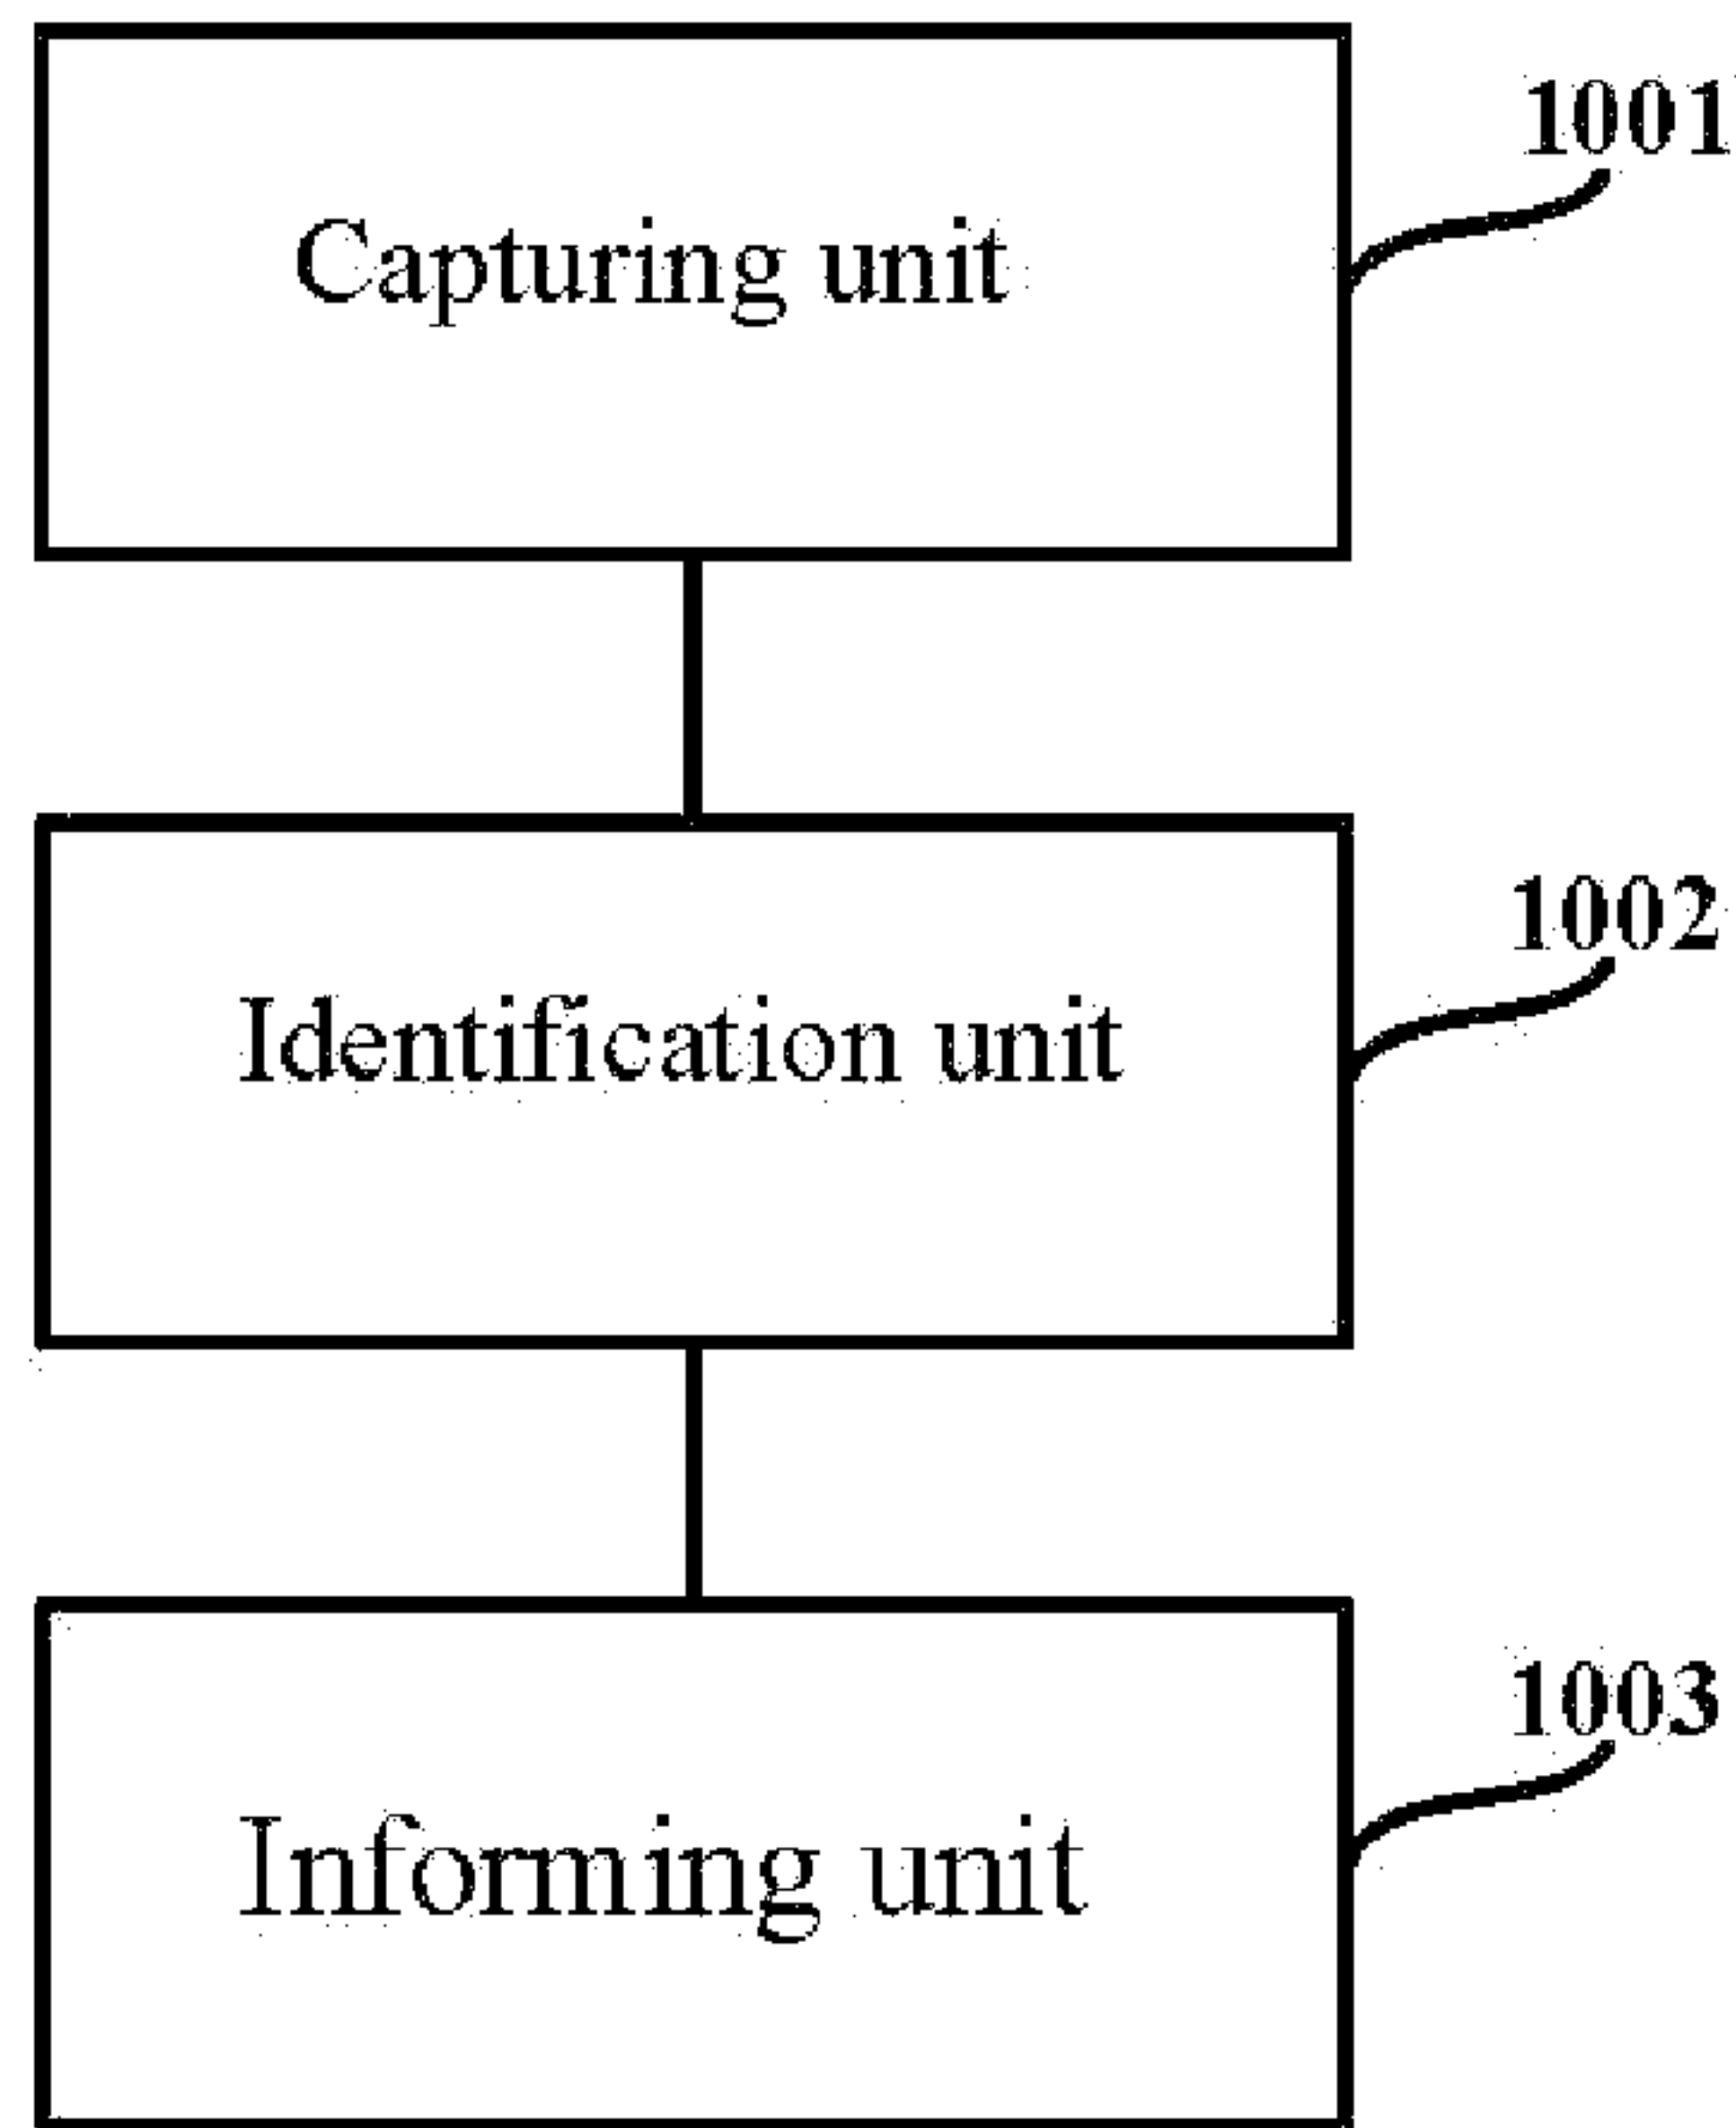 1001
Capturing unit
1002
Identification unit
1003
Informing unit